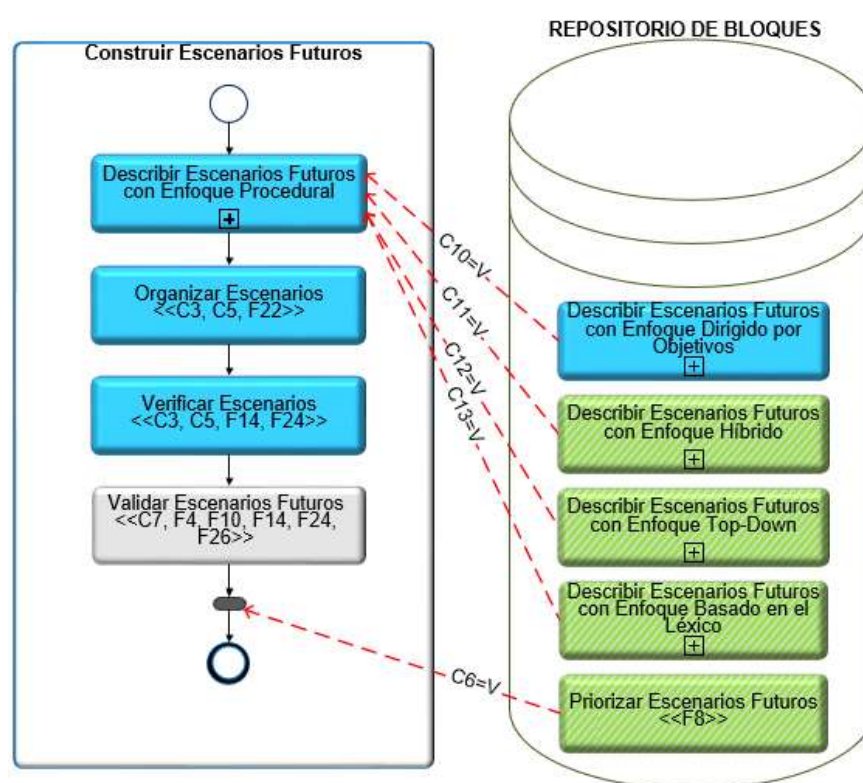 REPOSITORIO DE BLOQUES
Construir Escenarios Futuros
Describir Escenarios Futuros
con Enfoque Procedural
Organizar Escenarios
<<C3, C5, F22>>
Verificar Escenarios
<<C3, C5, F14, F24>>
Validar Escenarios Futuros
<<C7, F4, F10, F14, F24,
F26>>
C10=V
C11=V
C12=V
C13=V
C6=V
Describir Escenarios Futuros
con Enfoque Dirigido por
Objetivos
Describir Escenarios Futuros
con Enfoque Híbrido
Describir Escenarios Futuros
con Enfoque Top-Down
Describir Escenarios Futuros
con Enfoque Basado en el
Léxico
Priorizar Escenarios Futuros
<<F8>>